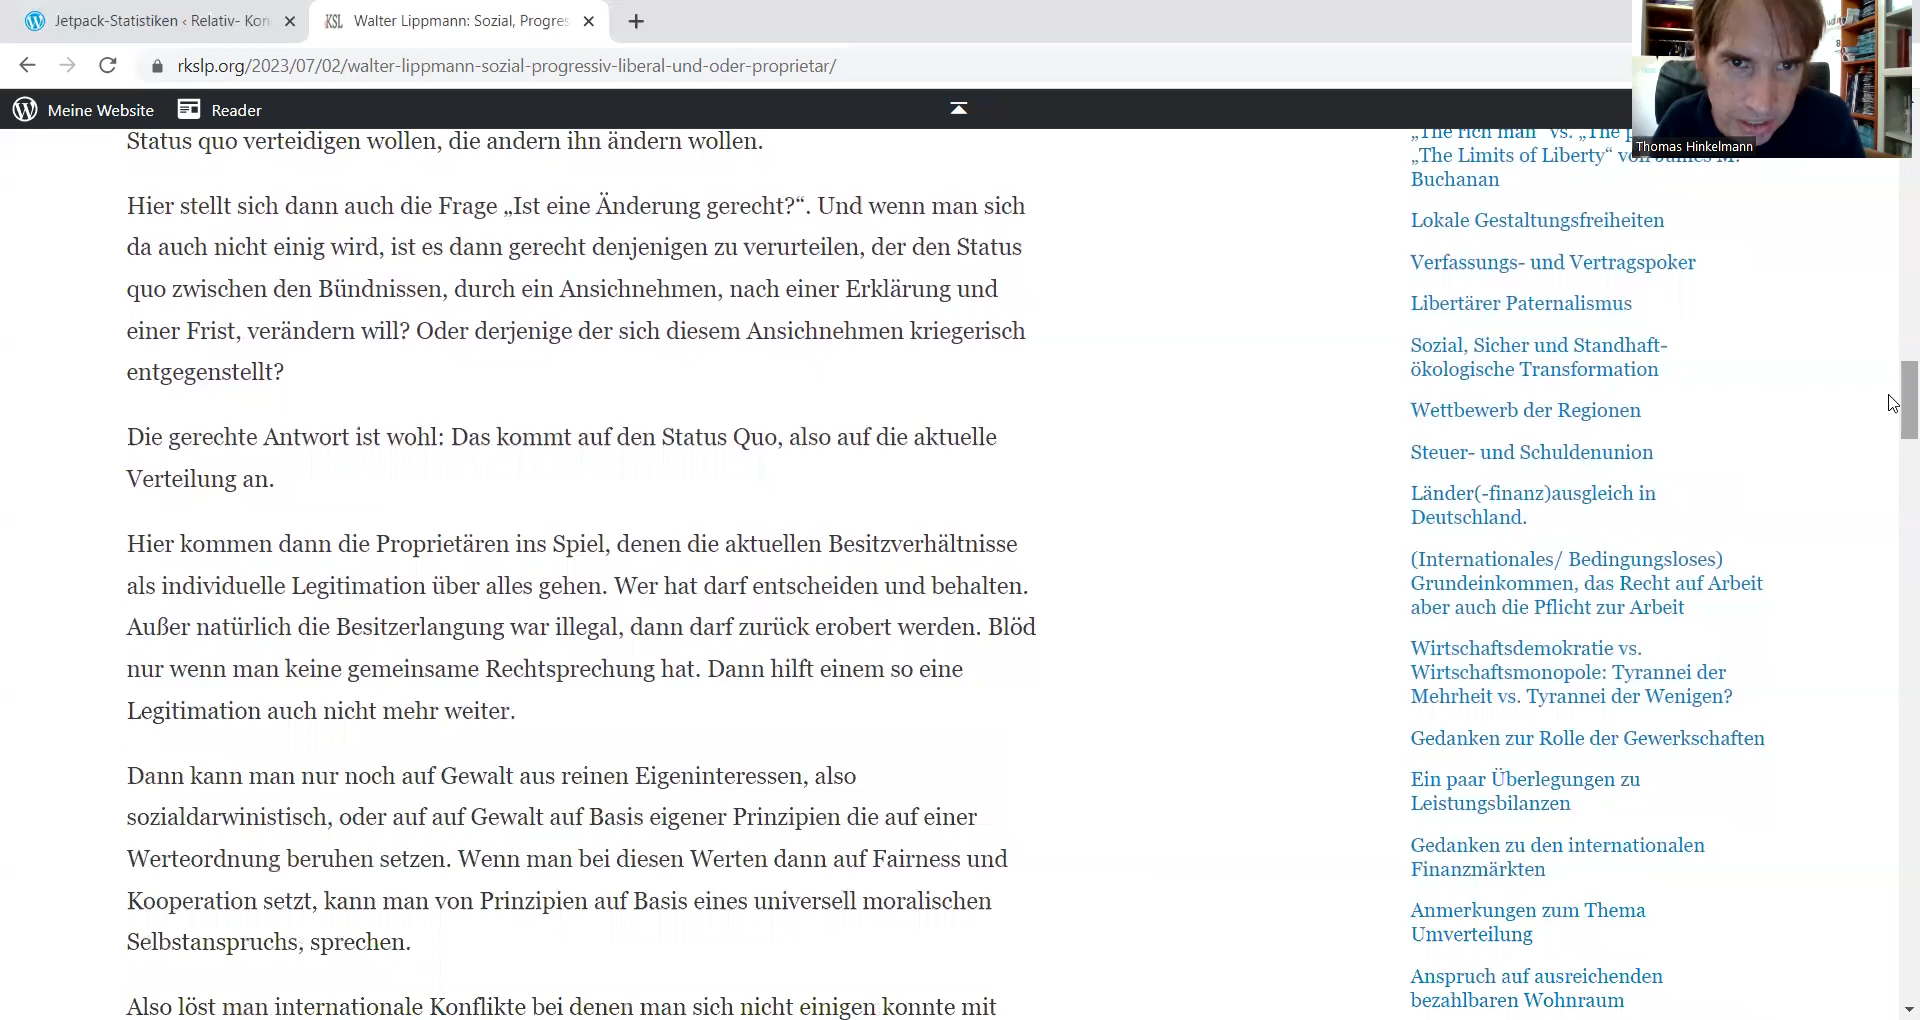 Jetpack-Statistiken ‹ Relativ- Kon
Walter Lippmann: Sozial, Progres
rkslp.org/2023/07/02/walter-lippmann-sozial-progressiv-liberal-und-oder-proprietar/
Meine Website
Reader
Thomas Hinkelmann
Status quo verteidigen wollen, die andern ihn ändern wollen.
Hier stellt sich dann auch die Frage „Ist eine Änderung gerecht?“. Und wenn man sich
da auch nicht einig wird, ist es dann gerecht denjenigen zu verurteilen, der den Status
quo zwischen den Bündnissen, durch ein Ansichnehmen, nach einer Erklärung und
einer Frist, verändern will? Oder derjenige der sich diesem Ansichnehmen kriegerisch
entgegenstellt?
Die gerechte Antwort ist wohl: Das kommt auf den Status Quo, also auf die aktuelle
Verteilung an.
Hier kommen dann die Proprietären ins Spiel, denen die aktuellen Besitzverhältnisse
als individuelle Legitimation über alles gehen. Wer hat darf entscheiden und behalten.
Außer natürlich die Besitzerlangung war illegal, dann darf zurück erobert werden. Blöd
nur wenn man keine gemeinsame Rechtsprechung hat. Dann hilft einem so eine
Legitimation auch nicht mehr weiter.
Dann kann man nur noch auf Gewalt aus reinen Eigeninteressen, also
sozialdarwinistisch, oder auf auf Gewalt auf Basis eigener Prinzipien die auf einer
Werteordnung beruhen setzen. Wenn man bei diesen Werten dann auf Fairness und
Kooperation setzt, kann man von Prinzipien auf Basis eines universell moralischen
Selbstanspruchs, sprechen.
Also löst man internationale Konflikte bei denen man sich nicht einigen konnte mit
„The rich man“ vs. „The
„The Limits of Liberty“ von James M.
Buchanan
Lokale Gestaltungsfreiheiten
Verfassungs- und Vertragspoker
Libertärer Paternalismus
Sozial, Sicher und Standhaft-
ökologische Transformation
Wettbewerb der Regionen
Steuer- und Schuldenunion
Länder(-finanz)ausgleich in
Deutschland.
(Internationales/ Bedingungsloses)
Grundeinkommen, das Recht auf Arbeit
aber auch die Pflicht zur Arbeit
Wirtschaftsdemokratie vs.
Wirtschaftsmonopole: Tyrannei der
Mehrheit vs. Tyrannei der Wenigen?
Gedanken zur Rolle der Gewerkschaften
Ein paar Überlegungen zu
Leistungsbilanzen
Gedanken zu den internationalen
Finanzmärkten
Anmerkungen zum Thema
Umverteilung
Anspruch auf ausreichenden
bezahlbaren Wohnraum